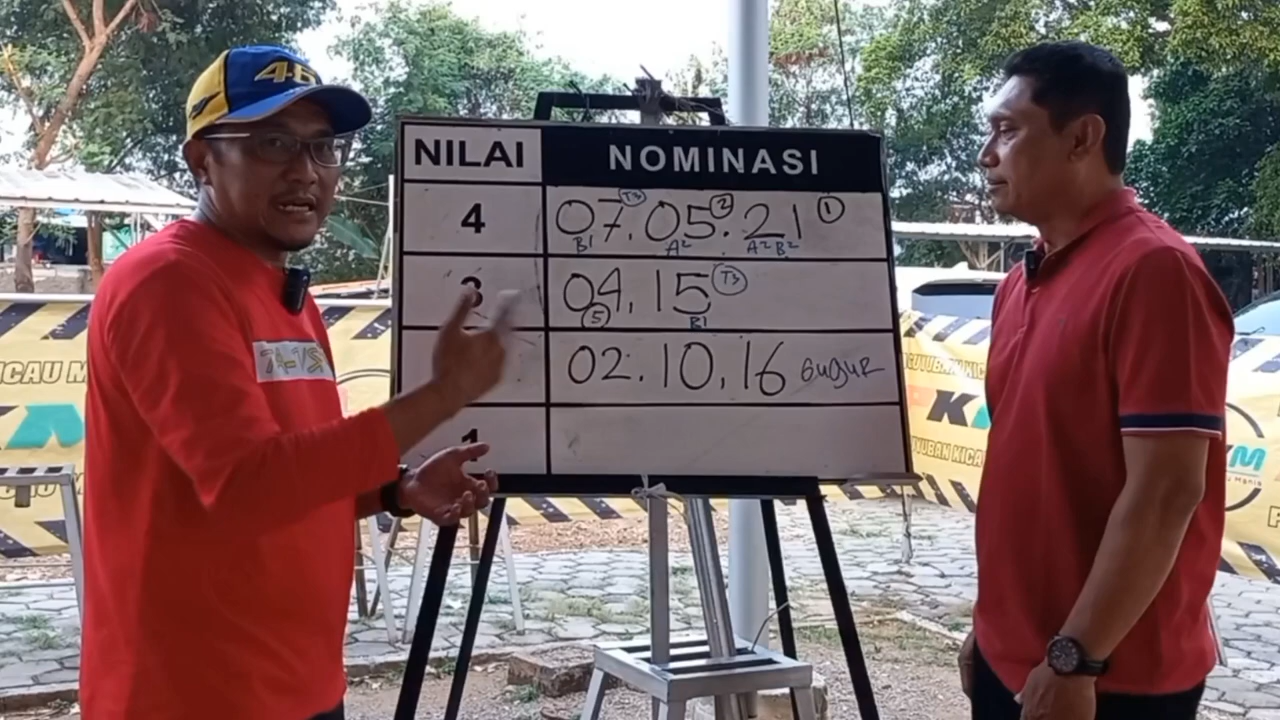 46
NILAI NOMINASI
4 07. 05. 21
T3 2 1
B1 A2 A2 B2
3 04, 15
5 T3
B1
02. 10, 16 GUGUR
1
ICAU M
KM